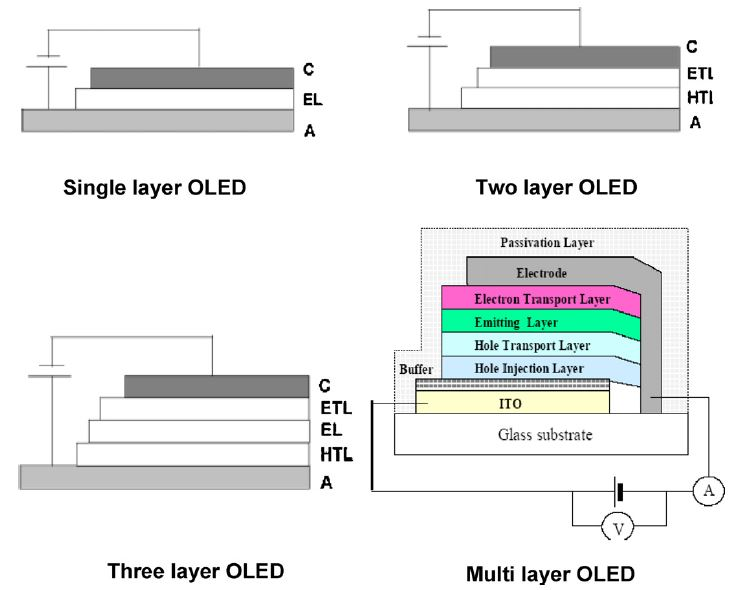 C
EL
A
Single layer OLED
C
ETL
HTL
A
Two layer OLED
C
ETL
EL
HTL
A
Three layer OLED
Passivation Layer
Electrode
Electron Transport Layer
Emitting Layer
Hole Transport Layer
Buffer
Hole Injection Layer
ITO
Glass substrate
A
V
Multi layer OLED